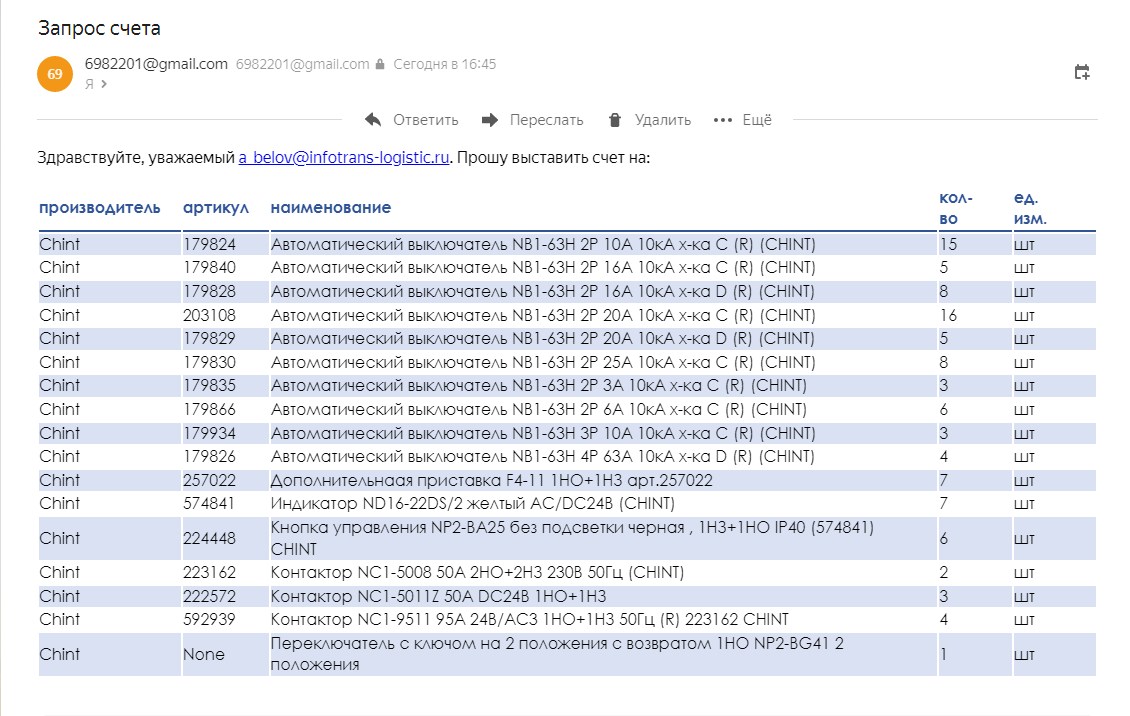 Запрос счета
69
6982201@gmail.com 6982201@gmail.com Сегодня в 16:45
Я
Ответить Переслать Удалить Ещё
Здравствуйте, уважаемый a_belov@infotrans-logistic.ru. Прошу выставить счет на:
производитель артикул наименование кол-во ед. изм.
Chint 179824 Автоматический выключатель NB1-63H 2P 10A 10кА х-ка C (R) (CHINT) 15 шт
Chint 179840 Автоматический выключатель NB1-63H 2P 16A 10кА х-ка C (R) (CHINT) 5 шт
Chint 179828 Автоматический выключатель NB1-63H 2P 16A 10кА х-ка D (R) (CHINT) 8 шт
Chint 203108 Автоматический выключатель NB1-63H 2P 20A 10кА х-ка C (R) (CHINT) 16 шт
Chint 179829 Автоматический выключатель NB1-63H 2P 20A 10кА х-ка D (R) (CHINT) 5 шт
Chint 179830 Автоматический выключатель NB1-63H 2P 25A 10кА х-ка C (R) (CHINT) 8 шт
Chint 179835 Автоматический выключатель NB1-63H 2P 3A 10кА х-ка C (R) (CHINT) 3 шт
Chint 179866 Автоматический выключатель NB1-63H 2P 6A 10кА х-ка C (R) (CHINT) 6 шт
Chint 179934 Автоматический выключатель NB1-63H 3P 10A 10кА х-ка C (R) (CHINT) 3 шт
Chint 179826 Автоматический выключатель NB1-63H 4P 63A 10кА х-ка D (R) (CHINT) 4 шт
Chint 257022 Дополнительнаая приставка F4-11 1НО+1НЗ арт.257022 7 шт
Chint 574841 Индикатор ND16-22DS/2 желтый AC/DC24В (CHINT) 7 шт
Chint 224448 Кнопка управления NP2-BA25 без подсветки черная , 1НЗ+1НО IP40 (574841)
CHINT 6 шт
Chint 223162 Контактор NC1-5008 50А 2НО+2НЗ 230В 50Гц (CHINT) 2 шт
Chint 222572 Контактор NC1-5011Z 50А DC24В 1НО+1НЗ 3 шт
Chint 592939 Контактор NC1-9511 95А 24В/АС3 1НО+1НЗ 50Гц (R) 223162 CHINT 4 шт
Chint None Переключатель с ключом на 2 положения с возвратом 1НО NP2-BG41 2
положения 1 шт